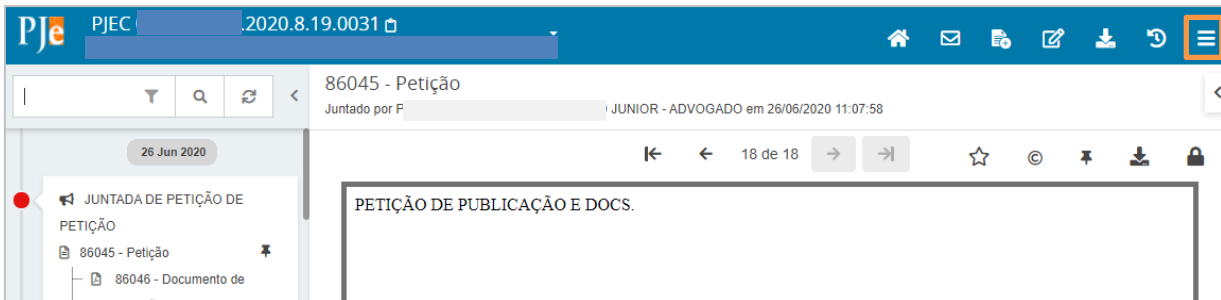 PJe PJEC .2020.8.19.0031
86045 - Petição
Juntado por P JUNIOR - ADVOGADO em 26/06/2020 11:07:58
26 Jun 2020
18 de 18
JUNTADA DE PETIÇÃO DE
PETIÇÃO
86045 - Petição
86046 - Documento de
PETIÇÃO DE PUBLICAÇÃO E DOCS.